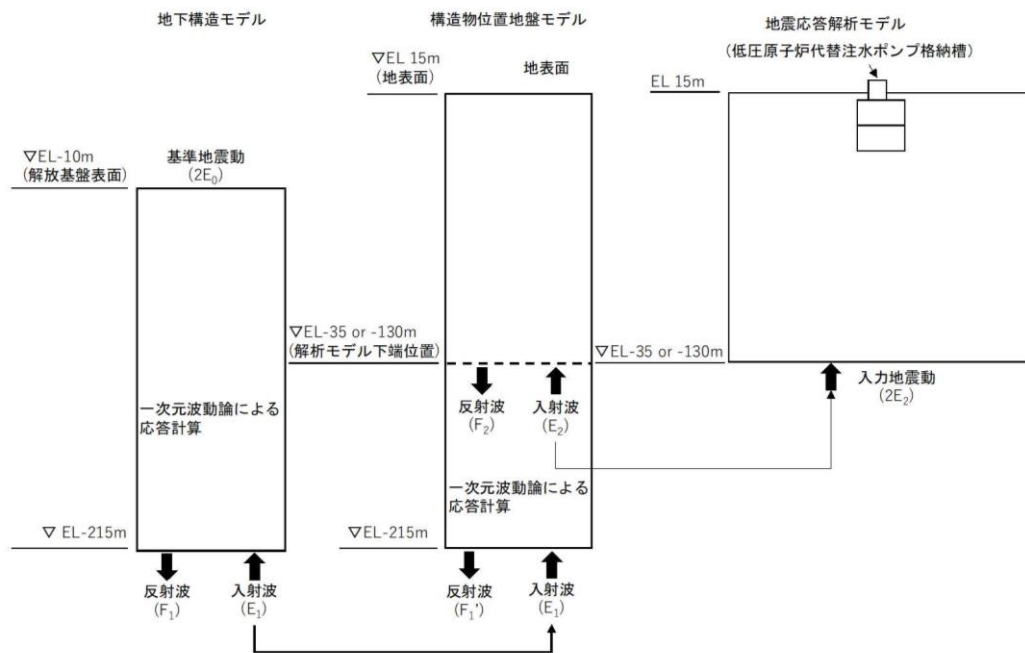 地下構造モデル
構造物位置地盤モデル
地震応答解析モデル
(低圧原子炉代替注水ポンプ格納槽)
▽EL 15m
(地表面)
地表面
EL 15m
▽EL-10m
(解放基盤表面)
基準地震動
(2E₀)
▽EL-35 or -130m
(解析モデル下端位置)
▽EL-35 or -130m
反射波
(F₂)
入射波
(E₂)
入力地震動
(2E₂)
一次元波動論による
応答計算
一次元波動論による
応答計算
▽ EL-215m
▽EL-215m
反射波
(F₁)
入射波
(E₁)
反射波
(F₁')
入射波
(E₁)